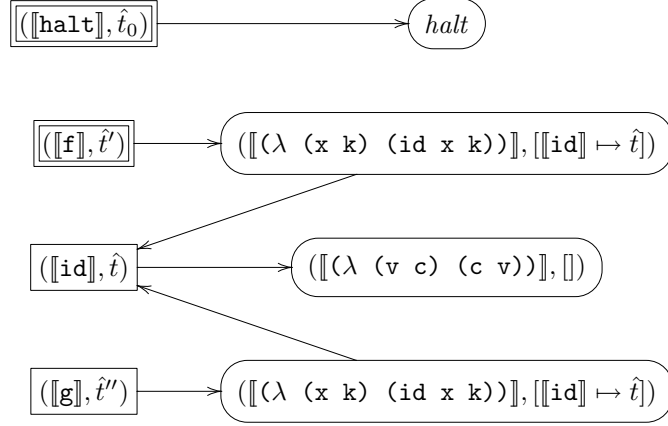 (⟦halt⟧, t̂₀) halt
(⟦f⟧, t̂′) (⟦(λ (x k) (id x k))⟧, [⟦id⟧ ↦ t̂])
(⟦id⟧, t̂) (⟦(λ (v c) (c v))⟧, [])
(⟦g⟧, t̂″) (⟦(λ (x k) (id x k))⟧, [⟦id⟧ ↦ t̂])